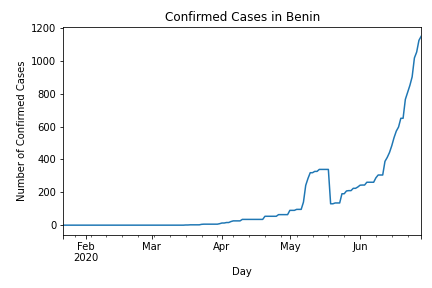 Confirmed Cases in Benin
Number of Confirmed Cases
1200
1000
800
600
400
200
0
Feb
2020
Mar
Apr
May
Jun
Day